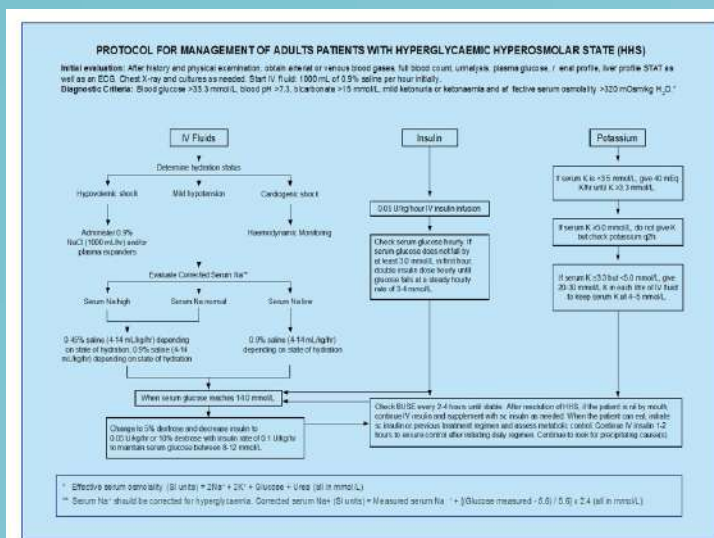 PROTOCOL FOR MANAGEMENT OF ADULTS PATIENTS WITH HYPERGLYCAEMIC HYPEROSMOLAR STATE (HHS)
Initial evaluation: After history and physical examination, obtain arterial or venous blood gases, full blood count, urinalysis, plasma glucose, r enal profile, liver profile STAT as
well as an ECG. Chest X-ray and cultures as needed. Start IV fluid: 1000 mL of 0.9% saline per hour initially.
Diagnostic Criteria: Blood glucose >33.3 mmol/L, blood pH >7.3, bicarbonate >15 mmol/L, mild ketonuria or ketonaemia and ef fective serum osmolality >320 mOsm/kg H2O.*
IV Fluids
Determine hydration status
Hypovolemic shock
Mild hypotension
Cardiogenic shock
Administer 0.9%
NaCl (1000 mL/hr) and/or
plasma expanders
Haemodynamic Monitoring
Evaluate Corrected Serum Na**
Serum Na high
Serum Na normal
Serum Na low
0.45% saline (4-14 mL/kg/hr) depending
on state of hydration, 0.9% saline (4-14
mL/kg/hr) depending on state of hydration
0.9% saline (4-14 mL/kg/hr)
depending on state of hydration
When serum glucose reaches 14.0 mmol/L
Change to 5% dextrose and decrease insulin to
0.05 U/kg/hr or 10% dextrose with insulin rate of 0.1 U/kg/hr
to maintain serum glucose between 8-12 mmol/L
Insulin
0.05 U/kg/hour IV insulin infusion
Check serum glucose hourly. If
serum glucose does not fall by
at least 3.0 mmol/L in first hour,
double insulin dose hourly until
glucose falls at a steady hourly
rate of 3-4 mmol/L
Potassium
If serum K is <3.5 mmol/L, give 40 mEq
K/hr until K >3.3 mmol/L
If serum K ≥5.0 mmol/L, do not give K
but check potassium q2h
If serum K ≥3.3 but <5.0 mmol/L, give
20-30 mmol/L K in each litre of IV fluid
to keep serum K at 4–5 mmol/L
Check BUSE every 2-4 hours until stable. After resolution of HHS, if the patient is nil by mouth,
continue IV insulin and supplement with sc insulin as needed. When the patient can eat, initiate
sc insulin or previous treatment regimen and assess metabolic control. Continue IV insulin 1-2
hours to ensure control after initiating daily regimen. Continue to look for precipitating cause(s)
* Effective serum osmolality (SI units) = 2Na+ + 2K+ + Glucose + Urea (all in mmol/L)
** Serum Na+ should be corrected for hyperglycaemia. Corrected serum Na+ (SI units) = Measured serum Na + + [(Glucose measured - 5.6) / 5.6] x 2.4 (all in mmol/L)